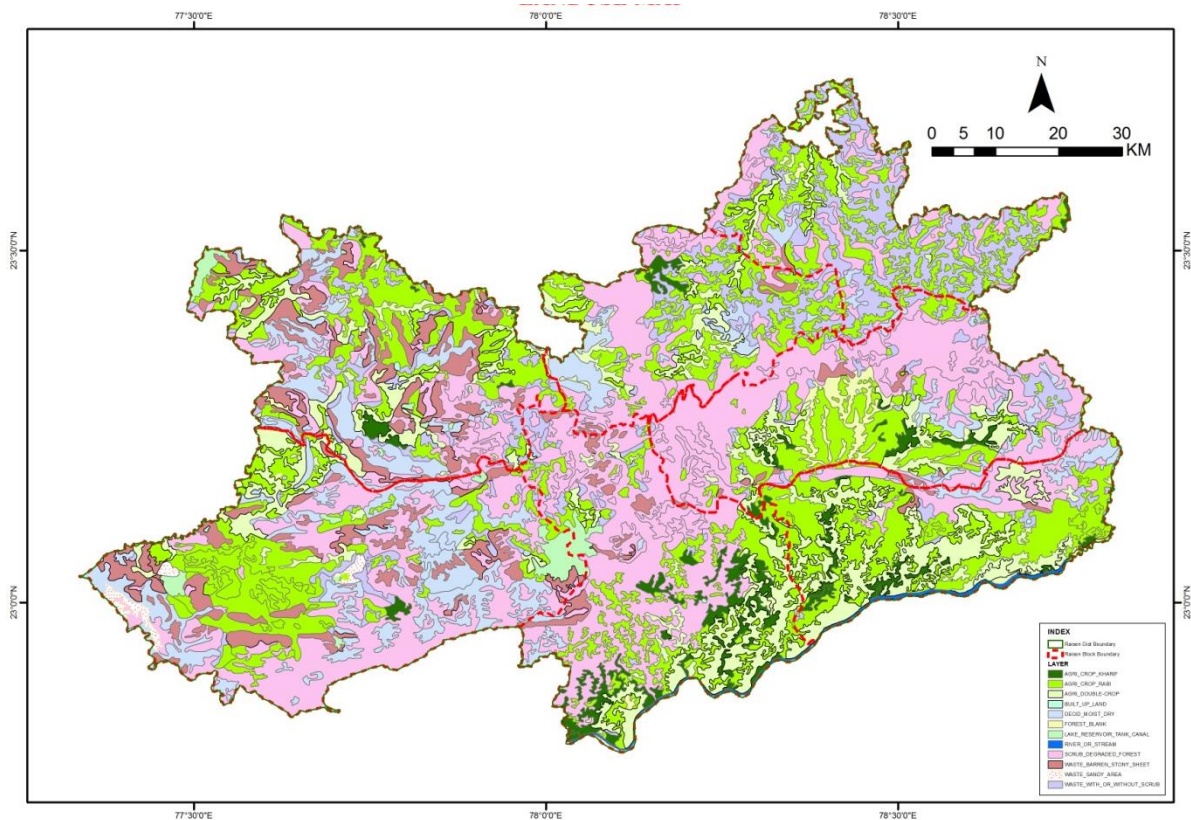 77°30'0"E 78°0'0"E 78°30'0"E
N
0 5 10 20 30
KM
23°30'0"N 23°30'0"N
23°0'0"N 23°0'0"N
INDEX
Raisen Dist Boundary
Raisen Block Boundary
LAYER
AGRI_CROP_KHARIF
AGRI_CROP_RABI
AGRI_DOUBLE-CROP
BUILT_UP_LAND
DECID_MOIST_DRY
FOREST_BLANK
LAKE_RESERVOIR_TANK_CANAL
RIVER_OR_STREAM
SCRUB_DEGRADED_FOREST
WASTE_BARREN_STONY_SHEET
WASTE_SANDY_AREA
WASTE_WITH_OR_WITHOUT_SCRUB
77°30'0"E 78°0'0"E 78°30'0"E